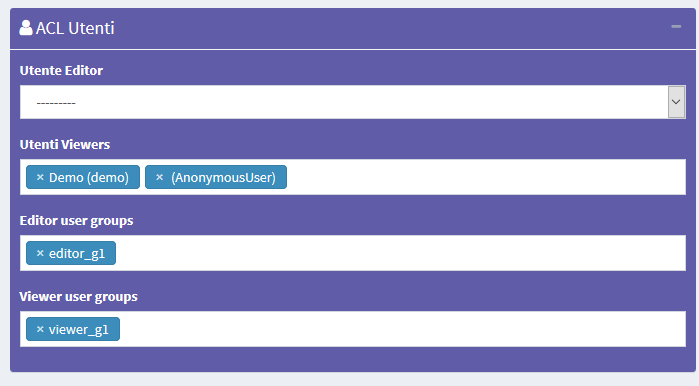 ACL Utenti
Utente Editor
---------
Utenti Viewers
× Demo (demo) × (AnonymousUser)
Editor user groups
× editor_g1
Viewer user groups
× viewer_g1